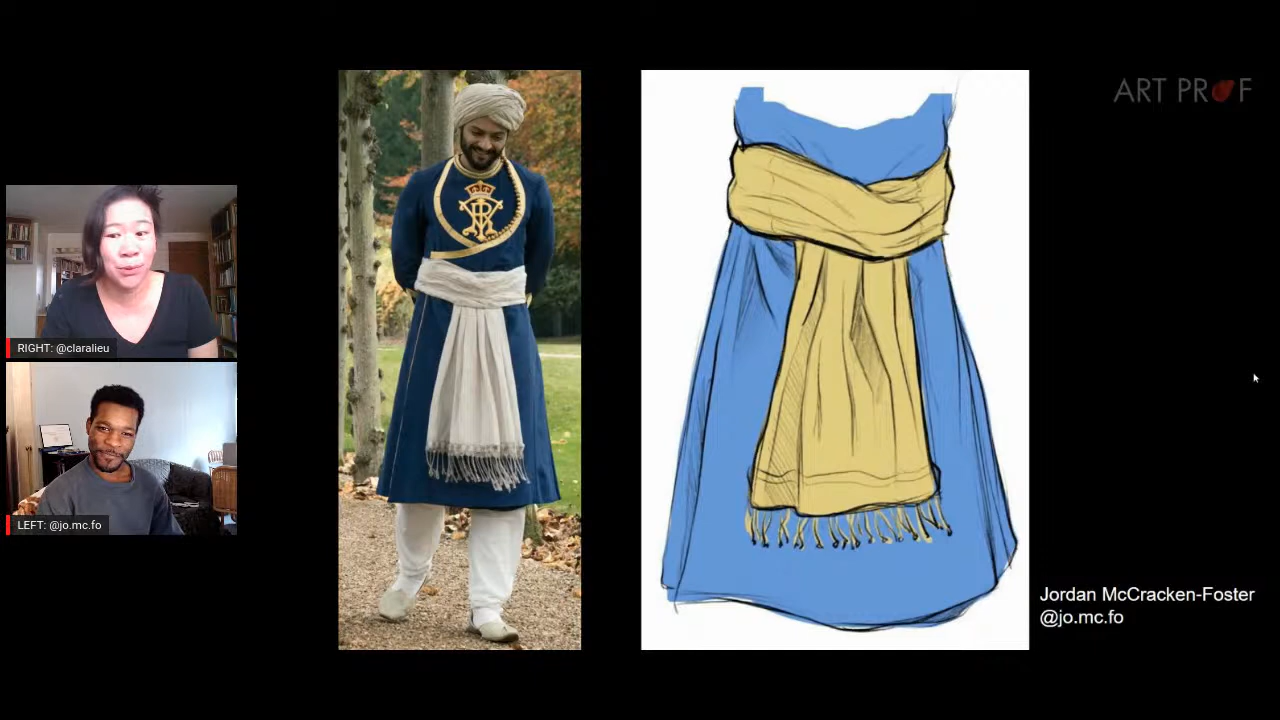 ART PROF
RIGHT: @claralieu
LEFT: @jo.mc.fo
Jordan McCracken-Foster
@jo.mc.fo